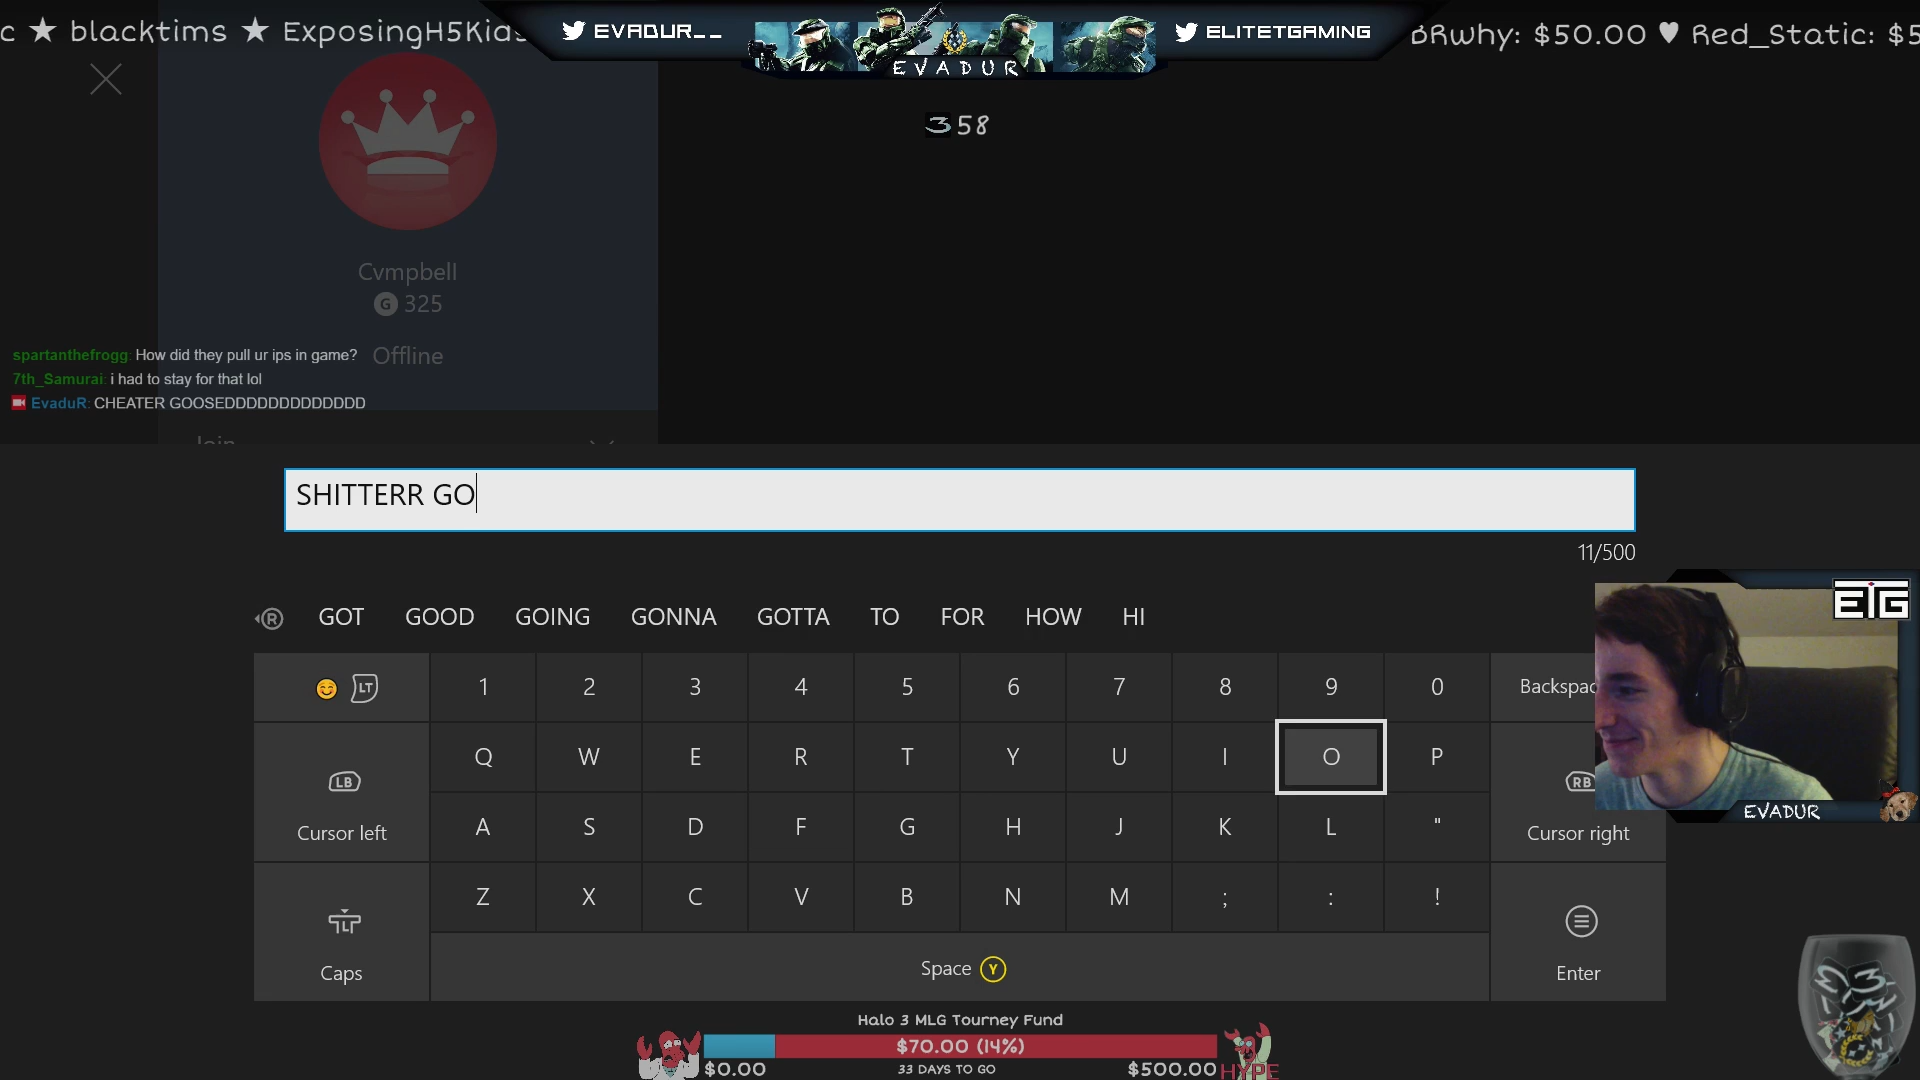 c ★ blacktims ★ ExposingH5Kids
EVADUR__
EVADUR
ELITETGAMING
BRwhy: $50.00 ♥ Red_Static: $5
358
Cvmpbell
G 325
Offline
spartanthefrogg: How did they pull ur ips in game?
7th_Samurai: i had to stay for that lol
EvaduR: CHEATER GOOSEDDDDDDDDDDDDD
Join
SHITTERR GO
11/500
R GOT GOOD GOING GONNA GOTTA TO FOR HOW HI
ETG
LT 1 2 3 4 5 6 7 8 9 0 Backspac
Q W E R T Y U I O P
LB RB
Cursor left A S D F G H J K L " Cursor right
EVADUR
Z X C V B N M ; : !
Caps Space Y Enter
Halo 3 MLG Tourney Fund
$70.00 (14%)
$0.00 33 DAYS TO GO $500.00 HYPE